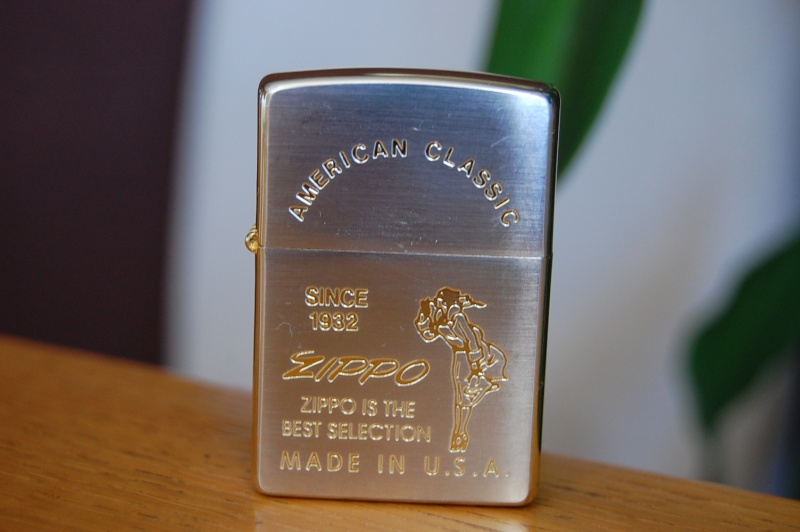 AMERICAN CLASSIC
SINCE
1932
ZIPPO
ZIPPO IS THE
BEST SELECTION
MADE IN U.S.A.